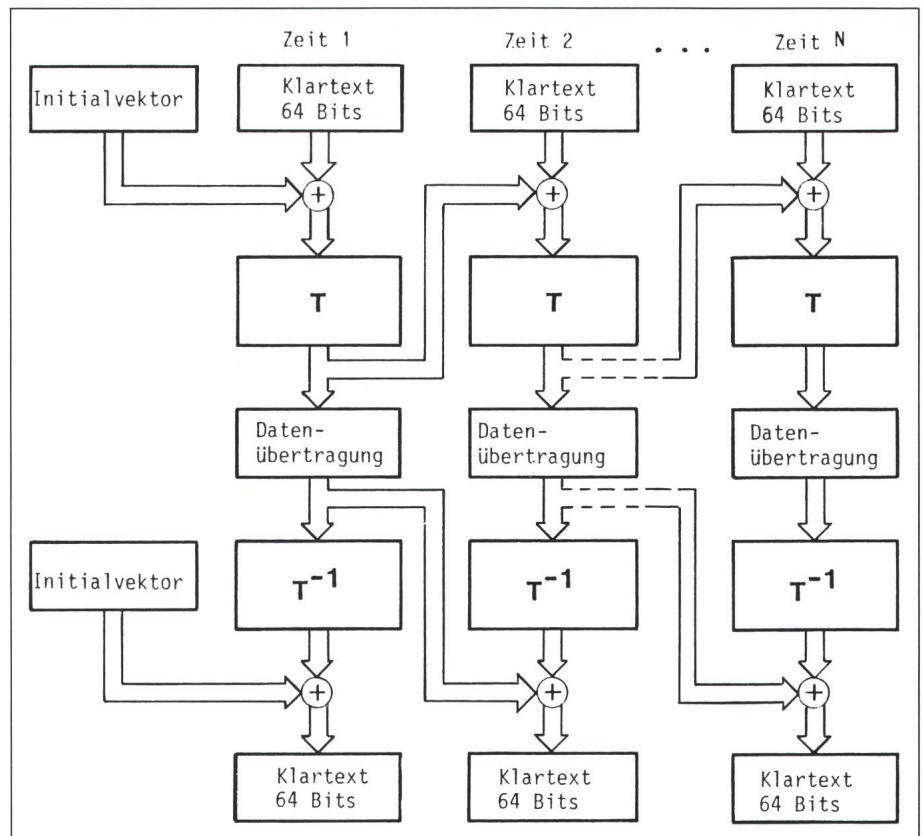 Zeit 1 Zeit 2 . . . Zeit N
Initialvektor
Klartext
64 Bits
Klartext
64 Bits
Klartext
64 Bits
+ + +
T T T
Daten-
übertragung
Daten-
übertragung
Daten-
übertragung
Initialvektor
T⁻¹ T⁻¹ T⁻¹
+ + +
Klartext
64 Bits
Klartext
64 Bits
Klartext
64 Bits